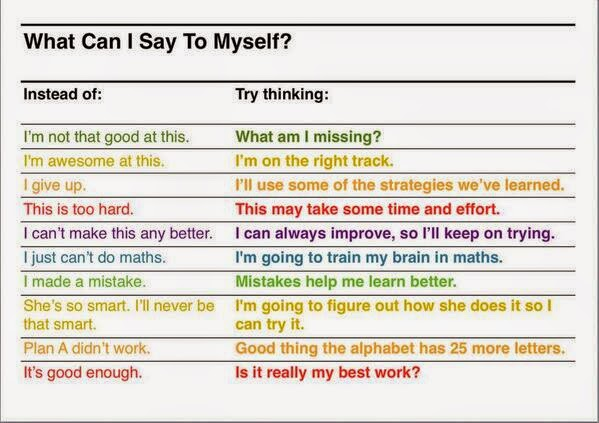 What Can I Say To Myself?
Instead of: Try thinking:
I'm not that good at this. What am I missing?
I'm awesome at this. I'm on the right track.
I give up. I'll use some of the strategies we've learned.
This is too hard. This may take some time and effort.
I can't make this any better. I can always improve, so I'll keep on trying.
I just can't do maths. I'm going to train my brain in maths.
I made a mistake. Mistakes help me learn better.
She's so smart. I'll never be I'm going to figure out how she does it so I
that smart. can try it.
Plan A didn't work. Good thing the alphabet has 25 more letters.
It's good enough. Is it really my best work?